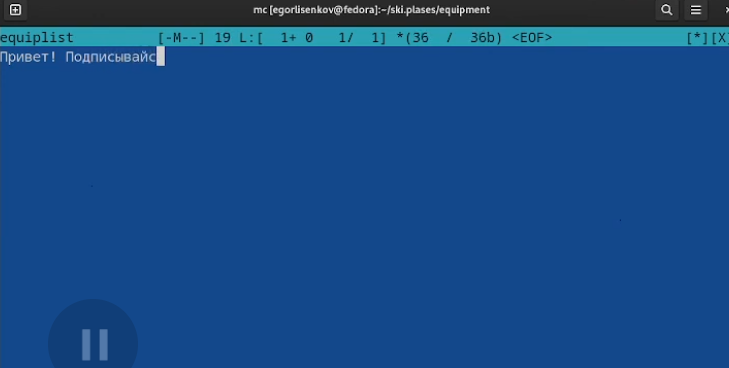 mc [egorlisenkov@fedora]:~/ski.plases/equipment
equiplist [-M--] 19 L:[ 1+ 0 1/ 1] *(36 / 36b) <EOF> [*][X]
Привет! Подписывайс